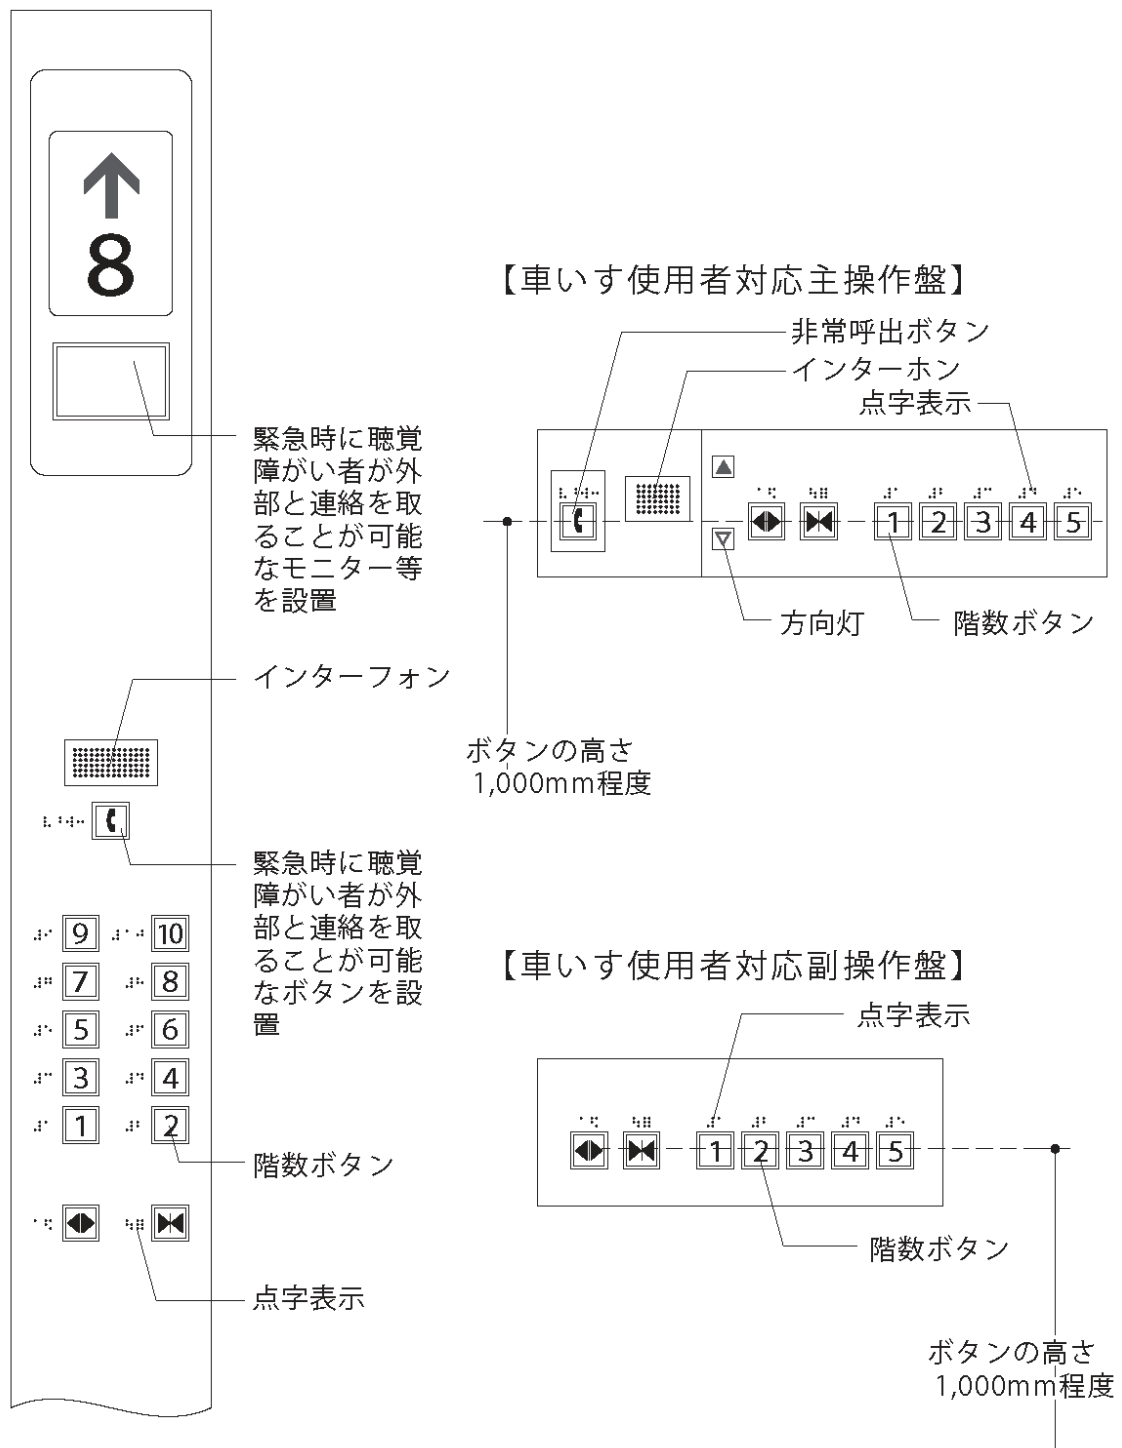 8
緊急時に聴覚
障がい者が外
部と連絡を取
ることが可能
なモニター等
を設置
インターフォン
緊急時に聴覚
障がい者が外
部と連絡を取
ることが可能
なボタンを設
置
9 10
7 8
5 6
3 4
1 2
階数ボタン
点字表示
【車いす使用者対応主操作盤】
非常呼出ボタン
インターホン
点字表示
1 2 3 4 5
方向灯
階数ボタン
ボタンの高さ
1,000mm程度
【車いす使用者対応副操作盤】
点字表示
1 2 3 4 5
階数ボタン
ボタンの高さ
1,000mm程度